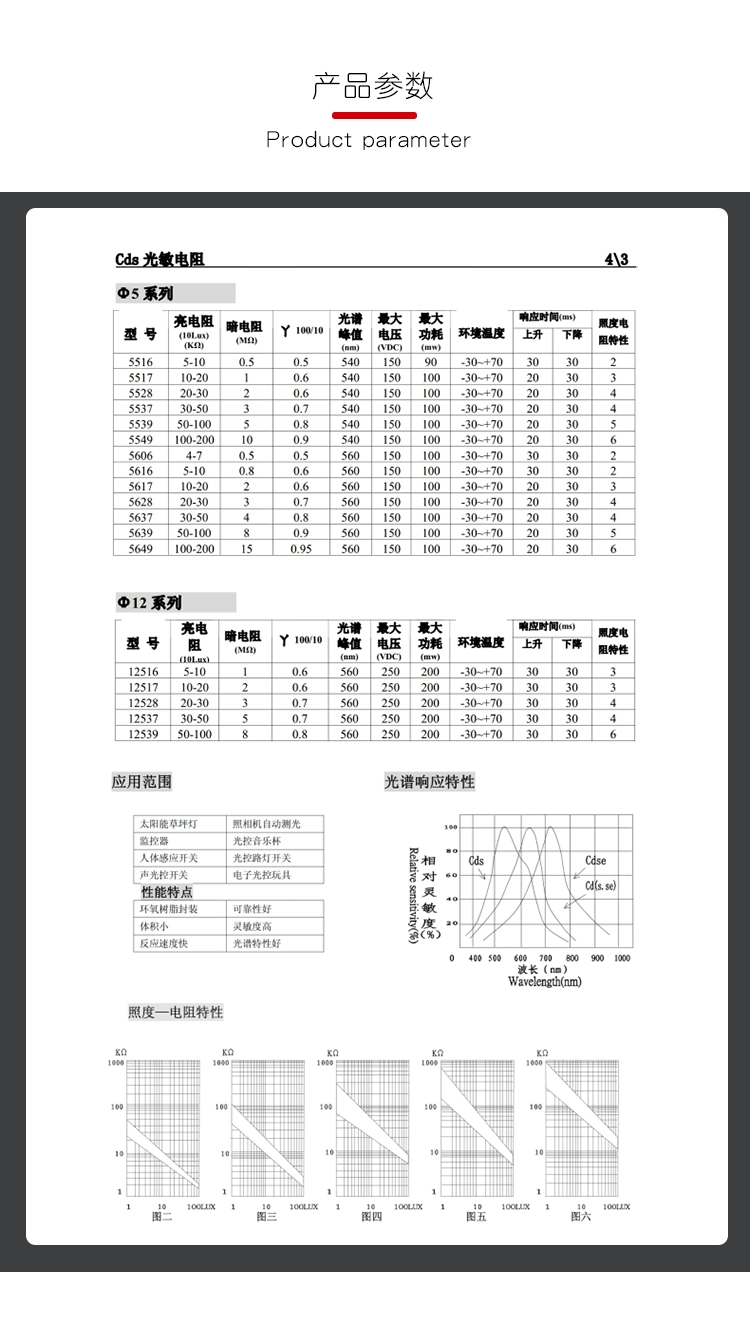 产品参数
Product parameter
Cds 光敏电阻 4\3
Φ5 系列
型 号 亮电阻 (10Lux) (KΩ) 暗电阻 (MΩ) γ 100/10 光谱峰值 (nm) 最大电压 (VDC) 最大功耗 (mw) 环境温度 响应时间(ms) 上升 下降 照度电阻特性
5516 5-10 0.5 0.5 540 150 90 -30~+70 30 30 2
5517 10-20 1 0.6 540 150 100 -30~+70 20 30 3
5528 20-30 2 0.6 540 150 100 -30~+70 20 30 4
5537 30-50 3 0.7 540 150 100 -30~+70 20 30 4
5539 50-100 5 0.8 540 150 100 -30~+70 20 30 5
5549 100-200 10 0.9 540 150 100 -30~+70 20 30 6
5606 4-7 0.5 0.5 560 150 100 -30~+70 30 30 2
5616 5-10 0.8 0.6 560 150 100 -30~+70 30 30 2
5617 10-20 2 0.6 560 150 100 -30~+70 20 30 3
5628 20-30 3 0.7 560 150 100 -30~+70 20 30 4
5637 30-50 4 0.8 560 150 100 -30~+70 20 30 4
5639 50-100 8 0.9 560 150 100 -30~+70 20 30 5
5649 100-200 15 0.95 560 150 100 -30~+70 20 30 6
Φ12 系列
型 号 亮电阻 (10Lux) 暗电阻 (MΩ) γ 100/10 光谱峰值 (nm) 最大电压 (VDC) 最大功耗 (mw) 环境温度 响应时间(ms) 上升 下降 照度电阻特性
12516 5-10 1 0.6 560 250 200 -30~+70 30 30 3
12517 10-20 2 0.6 560 250 200 -30~+70 30 30 3
12528 20-30 3 0.7 560 250 200 -30~+70 30 30 4
12537 30-50 5 0.7 560 250 200 -30~+70 30 30 4
12539 50-100 8 0.8 560 250 200 -30~+70 30 30 6
应用范围
太阳能草坪灯 照相机自动测光
监控器 光控音乐杯
人体感应开关 光控路灯开关
声光控开关 电子光控玩具
性能特点
环氧树脂封装 可靠性好
体积小 灵敏度高
反应速度快 光谱特性好
光谱响应特性
相对灵敏度(%)
Relative sensitivity(%)
100
80
60
40
20
Cds
Cdse
Cd(s.se)
0 400 500 600 700 800 900 1000
波长(nm)
Wavelength(nm)
照度—电阻特性
KΩ KΩ KΩ KΩ KΩ
1000 1000 1000 1000 1000
100 100 100 100 100
10 10 10 10 10
1 1 1 1 1
1 10 100LUX 1 10 100LUX 1 10 100LUX 1 10 100LUX 1 10 100LUX
图二 图三 图四 图五 图六